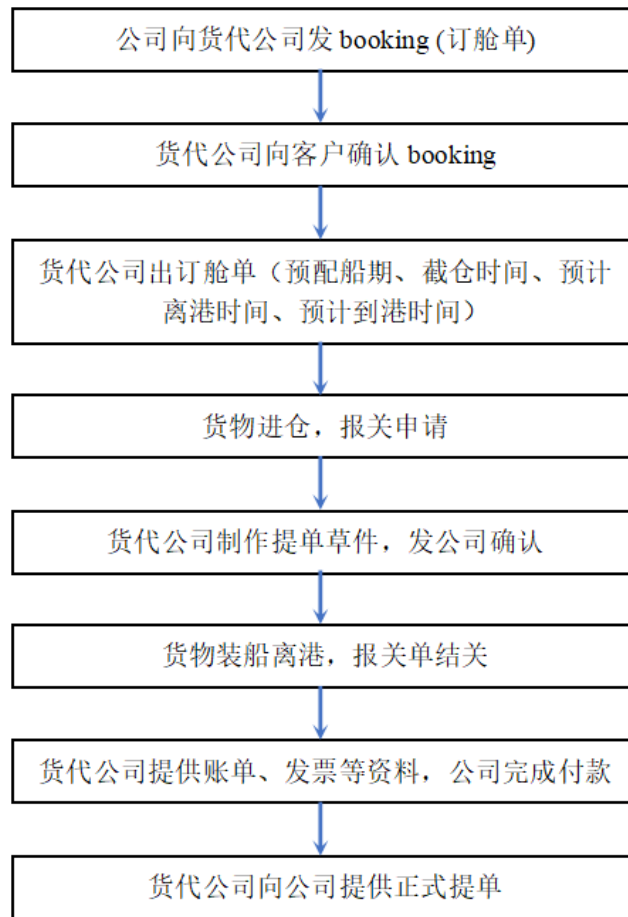 公司向货代公司发 booking (订舱单)
货代公司向客户确认 booking
货代公司出订舱单（预配船期、截仓时间、预计
离港时间、预计到港时间）
货物进仓，报关申请
货代公司制作提单草件，发公司确认
货物装船离港，报关单结关
货代公司提供账单、发票等资料，公司完成付款
货代公司向公司提供正式提单